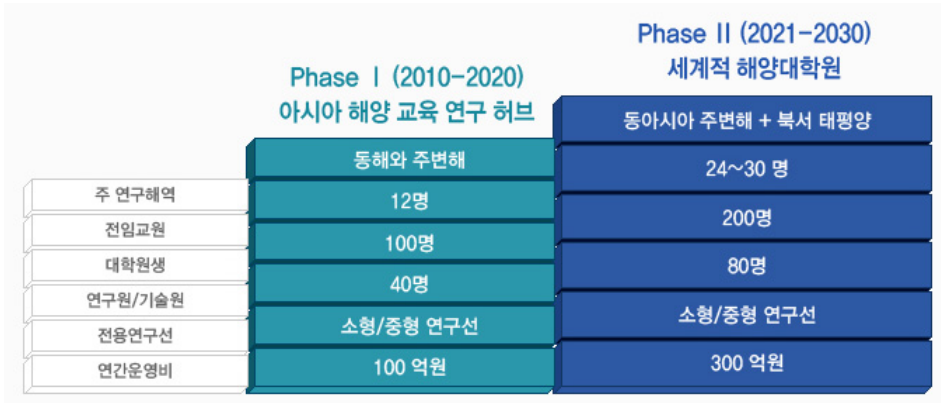 Phase Ⅰ (2010-2020)
아시아 해양 교육 연구 허브
Phase Ⅱ (2021-2030)
세계적 해양대학원
주 연구해역
동해와 주변해
동아시아 주변해 + 북서 태평양
전임교원
12명
24~30 명
대학원생
100명
200명
연구원/기술원
40명
80명
전용연구선
소형/중형 연구선
소형/중형 연구선
연간운영비
100 억원
300 억원